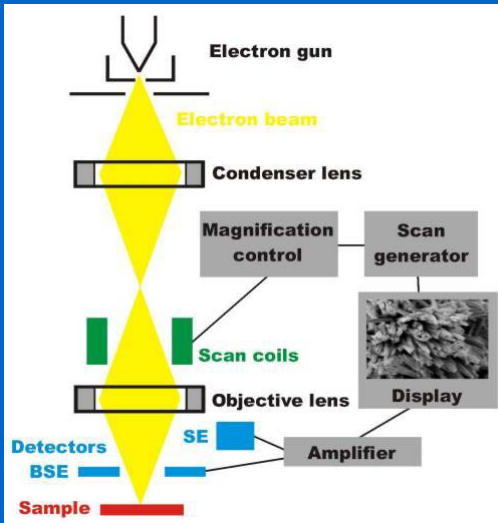 Electron gun
Electron beam
Condenser lens
Magnification
control
Scan
generator
Scan coils
Display
Objective lens
SE
Detectors
BSE
Amplifier
Sample